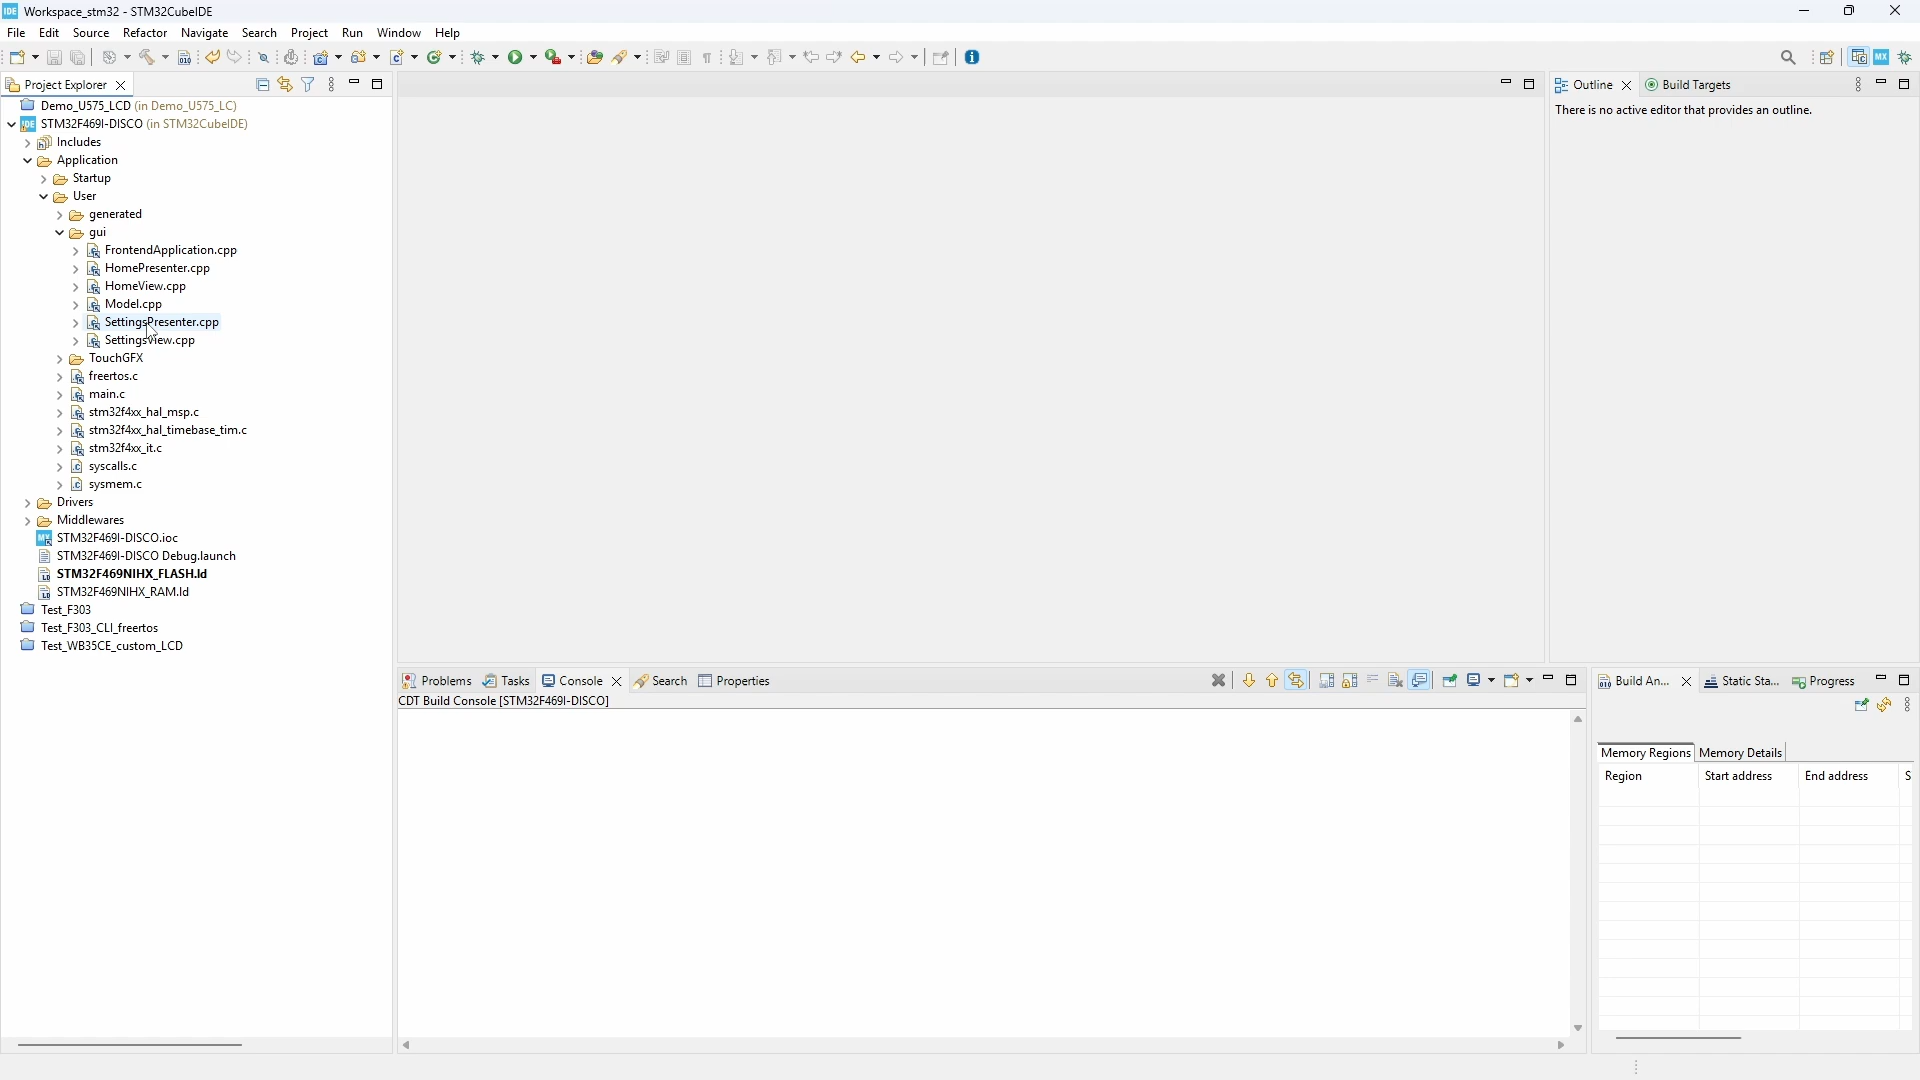 IDE Workspace_stm32 - STM32CubeIDE
File Edit Source Refactor Navigate Search Project Run Window Help
Project Explorer
Outline
Build Targets
Demo_U575_LCD (in Demo_U575_LC)
IDE STM32F469I-DISCO (in STM32CubeIDE)
Includes
Application
Startup
User
generated
gui
FrontendApplication.cpp
HomePresenter.cpp
HomeView.cpp
Model.cpp
SettingsPresenter.cpp
SettingsView.cpp
TouchGFX
freertos.c
main.c
stm32f4xx_hal_msp.c
stm32f4xx_hal_timebase_tim.c
stm32f4xx_it.c
syscalls.c
sysmem.c
Drivers
Middlewares
MX STM32F469I-DISCO.ioc
STM32F469I-DISCO Debug.launch
STM32F469NIHX_FLASH.ld
STM32F469NIHX_RAM.ld
Test_F303
Test_F303_CLI_freertos
Test_WB35CE_custom_LCD
There is no active editor that provides an outline.
Problems Tasks Console Search Properties
CDT Build Console [STM32F469I-DISCO]
Build An... Static Sta... Progress
Memory Regions Memory Details
Region Start address End address S